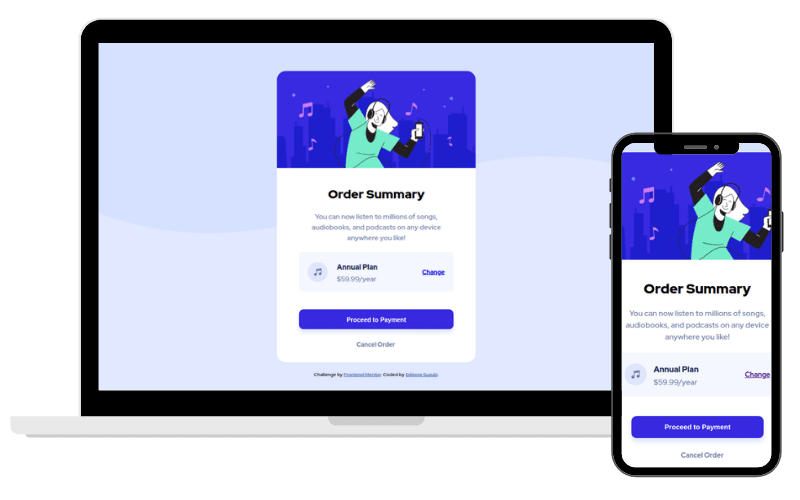 Order Summary
You can now listen to millions of songs,
audiobooks, and podcasts on any device
anywhere you like!
Annual Plan
$59.99/year
Change
Proceed to Payment
Cancel Order
Challenge by Frontend Mentor. Coded by
Order Summary
You can now listen to millions of songs,
audiobooks, and podcasts on any device
anywhere you like!
Annual Plan
$59.99/year
Change
Proceed to Payment
Cancel Order